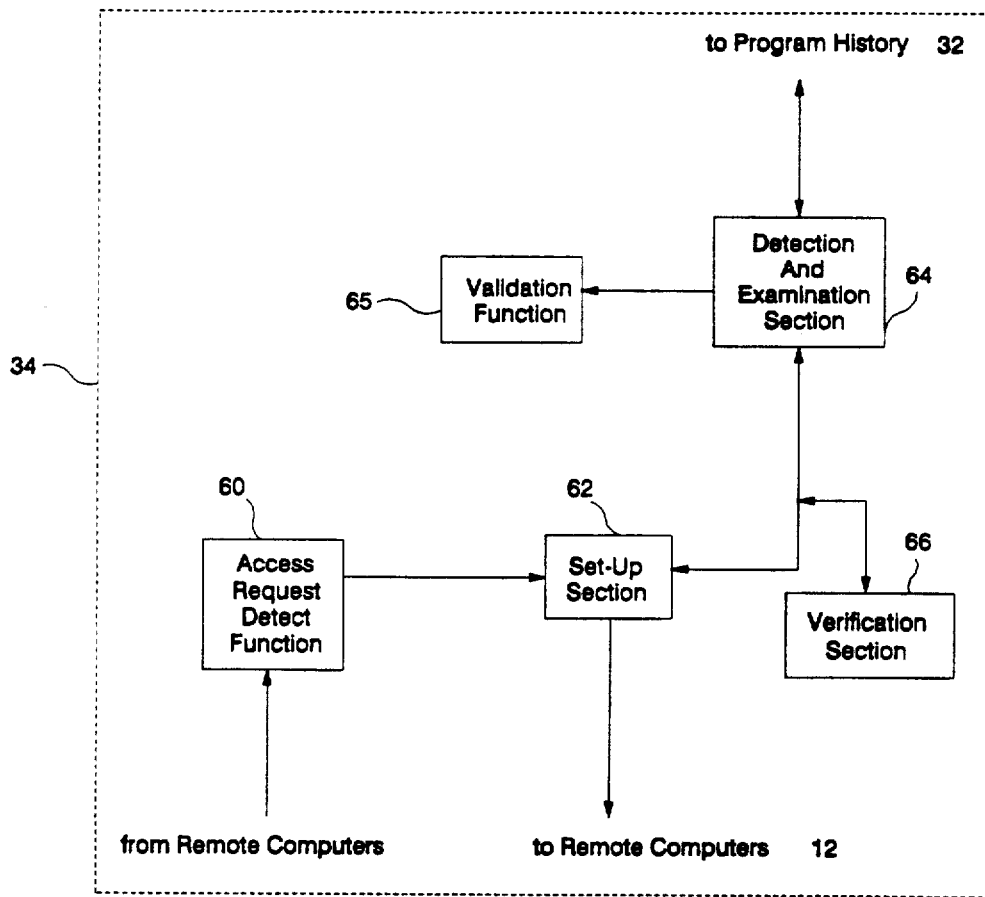 to Program History 32
Detection
And
Examination
Section
64
Validation
Function
65
34
60
Access
Request
Detect
Function
62
Set-Up
Section
66
Verification
Section
from Remote Computers
to Remote Computers 12